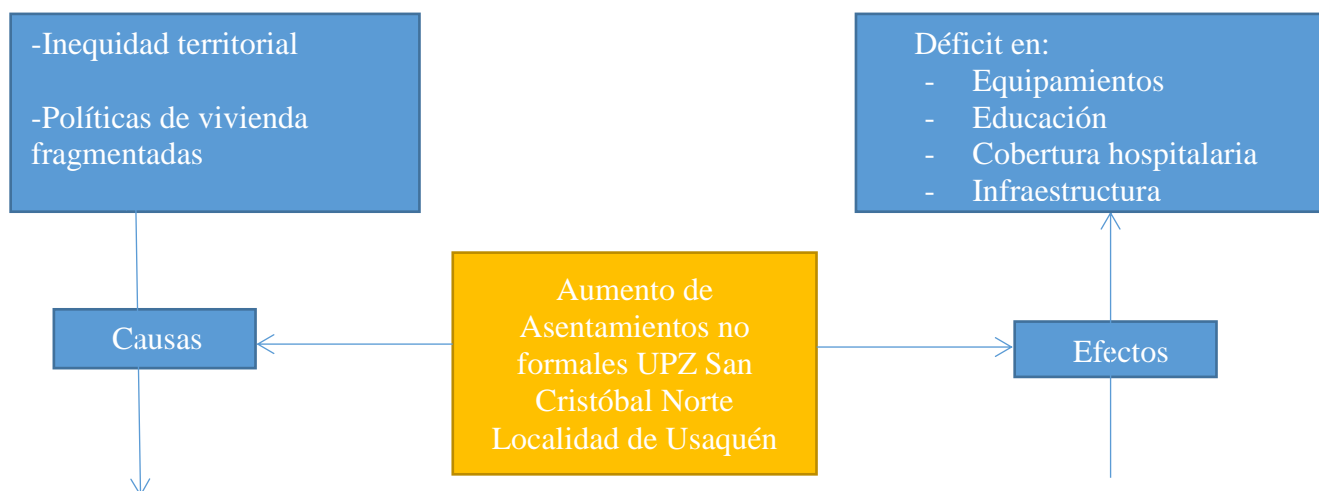 -Inequidad territorial
-Políticas de vivienda
fragmentadas
Déficit en:
- Equipamientos
- Educación
- Cobertura hospitalaria
- Infraestructura
Causas
Aumento de
Asentamientos no
formales UPZ San
Cristóbal Norte
Localidad de Usaquén
Efectos